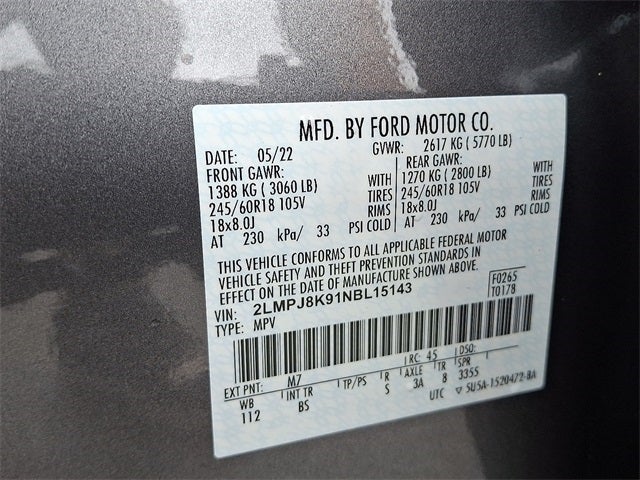 MFD. BY FORD MOTOR CO.
DATE: 05/22 GVWR: 2617 KG ( 5770 LB)
FRONT GAWR: REAR GAWR:
1388 KG ( 3060 LB) WITH 1270 KG ( 2800 LB) WITH
245/60R18 105V TIRES 245/60R18 105V TIRES
18x8.0J RIMS 18x8.0J RIMS
AT 230 kPa/ 33 PSI COLD AT 230 kPa/ 33 PSI COLD
THIS VEHICLE CONFORMS TO ALL APPLICABLE FEDERAL MOTOR
VEHICLE SAFETY AND THEFT PREVENTION STANDARDS IN
EFFECT ON THE DATE OF MANUFACTURE SHOWN ABOVE.
VIN: 2LMPJ8K91NBL15143 F0265
TYPE: MPV T0178
EXT PNT: M7 RC: 45 DSO:
WB INT TR TP/PS R AXLE TR SPR
112 BS S 3A 8 3355
UTC ▽ 5U5A-1520472-BA